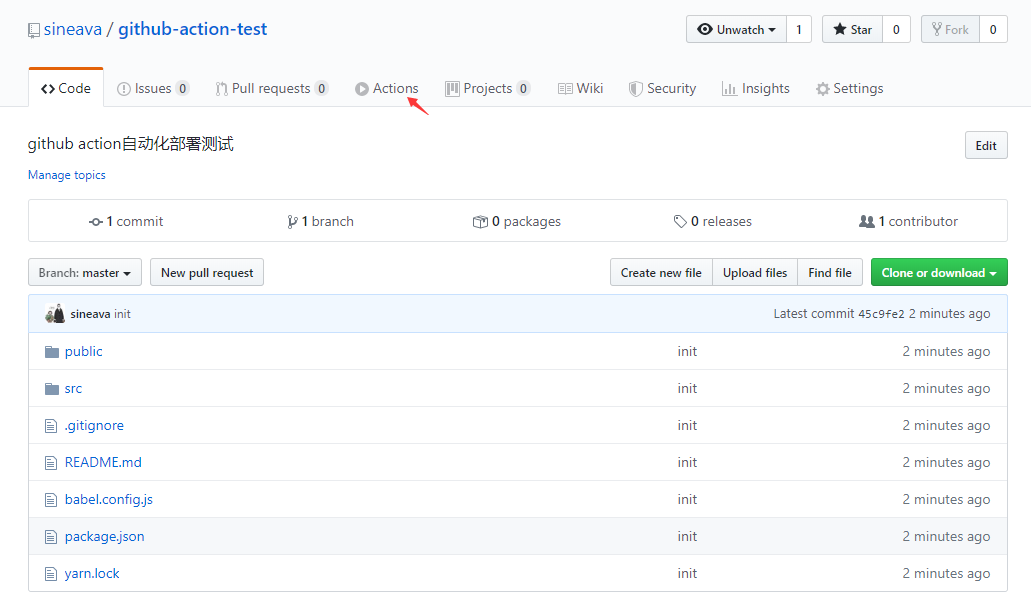 sineava / github-action-test
Unwatch 1 Star 0 Fork 0
Code Issues 0 Pull requests 0 Actions Projects 0 Wiki Security Insights Settings
github action自动化部署测试
Edit
Manage topics
1 commit 1 branch 0 packages 0 releases 1 contributor
Branch: master New pull request Create new file Upload files Find file Clone or download
sineava init Latest commit 45c9fe2 2 minutes ago
public init 2 minutes ago
src init 2 minutes ago
.gitignore init 2 minutes ago
README.md init 2 minutes ago
babel.config.js init 2 minutes ago
package.json init 2 minutes ago
yarn.lock init 2 minutes ago